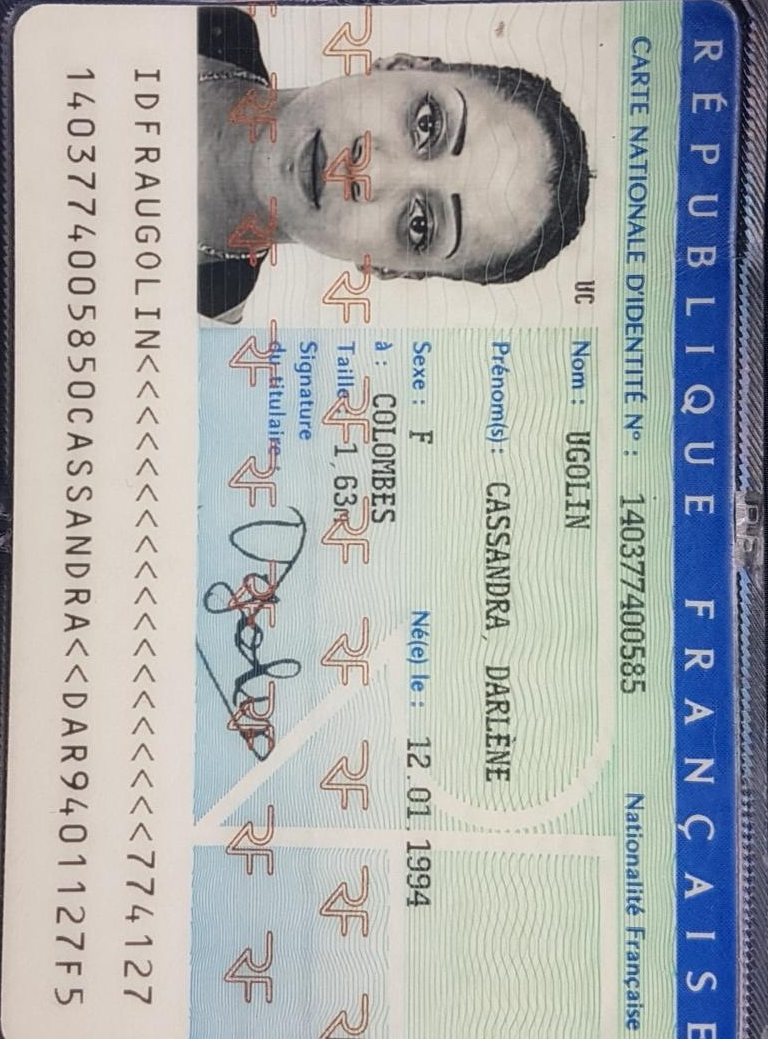 RÉPUBLIQUE FRANÇAISE
CARTE NATIONALE D'IDENTITÉ N° : 140377400585 Nationalité Française
UC
Nom : UGOLIN
Prénom(s) : CASSANDRA, DARLÈNE
Sexe : F Né(e) le : 12.01.1994
à : COLOMBES
Taille : 1,63m
Signature
du titulaire :
Ugolin
IDFRAUGOLIN<<<<<<<<<<<<<<<<<<<774127
1403774005850CASSANDRA<<DAR9401127F5